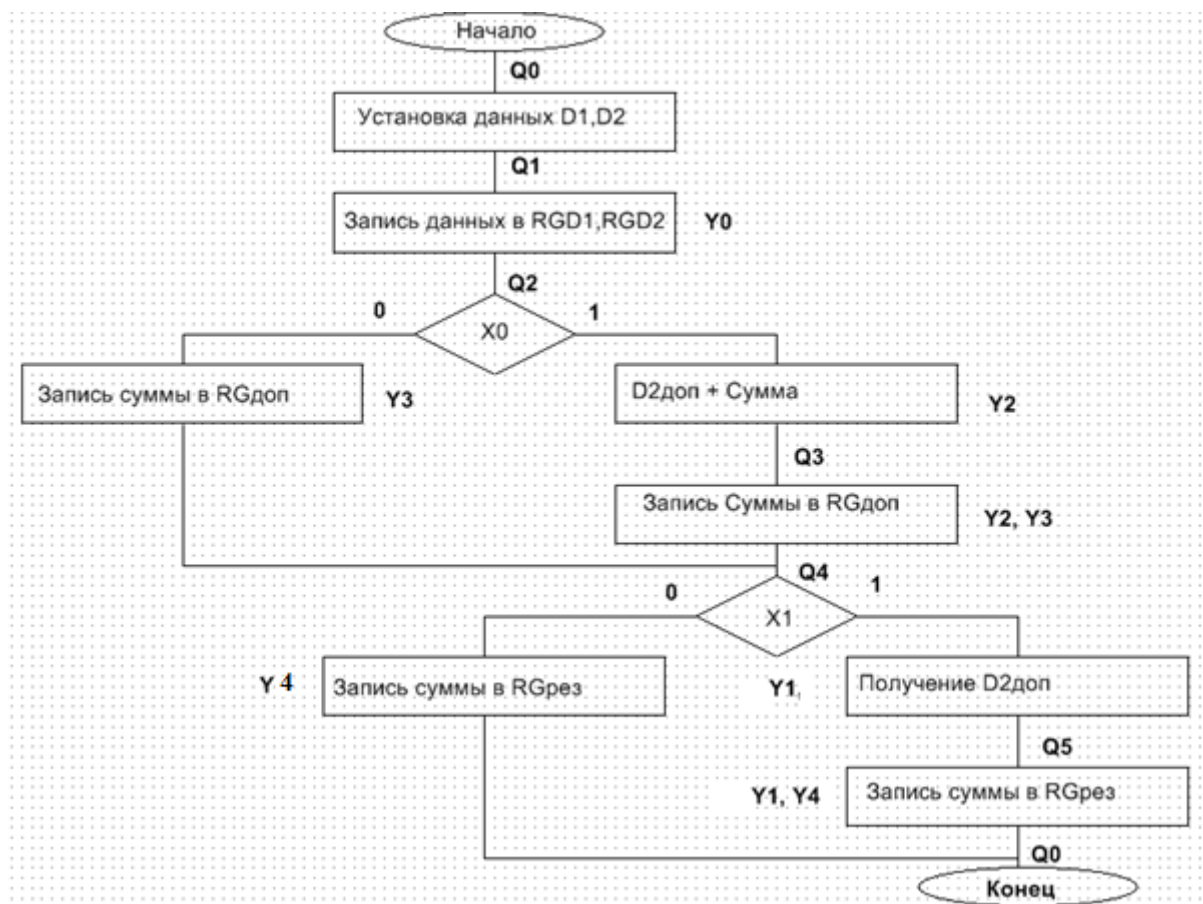 Начало
Q0
Установка данных D1,D2
Q1
Запись данных в RGD1,RGD2
Y0
Q2
0
X0
1
Запись суммы в RGдоп
Y3
D2доп + Сумма
Y2
Q3
Запись Суммы в RGдоп
Y2, Y3
Q4
0
X1
1
Y 4
Запись суммы в RGрез
Y1,
Получение D2доп
Q5
Y1, Y4
Запись суммы в RGрез
Q0
Конец